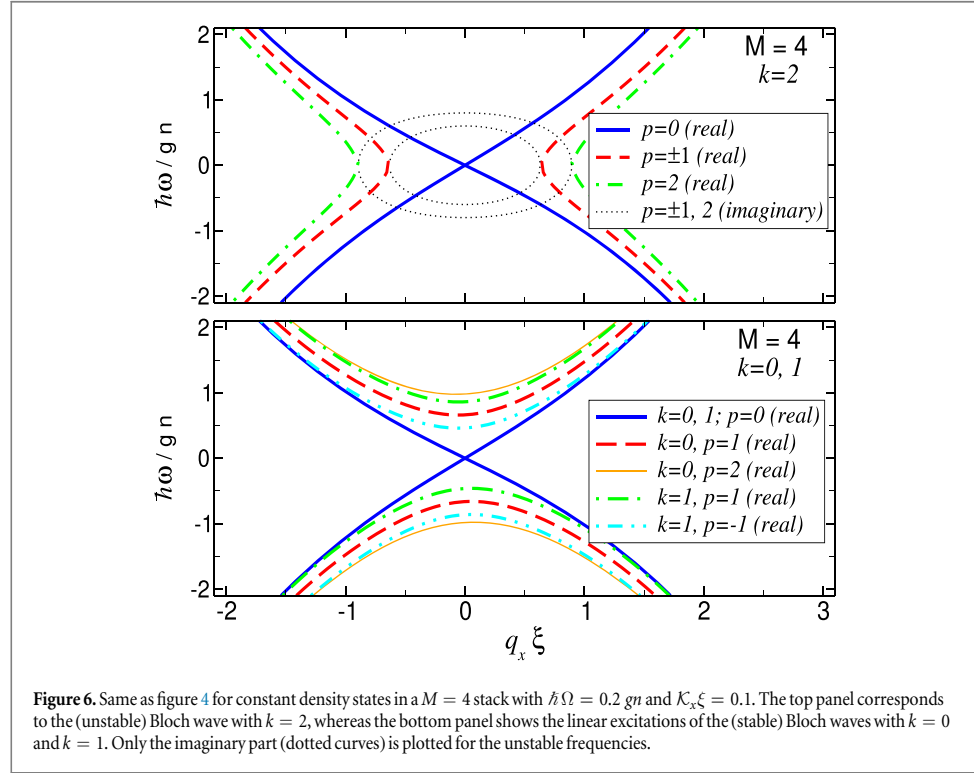 2
1
0
-1
-2
ħω / g n
M = 4
k=2
p=0 (real)
p=±1 (real)
p=2 (real)
p=±1, 2 (imaginary)
2
1
0
-1
-2
ħω / g n
M = 4
k=0, 1
k=0, 1; p=0 (real)
k=0, p=1 (real)
k=0, p=2 (real)
k=1, p=1 (real)
k=1, p=-1 (real)
-2 -1 0 1 2 3
qₓ ξ
Figure 6. Same as figure 4 for constant density states in a M = 4 stack with ħΩ = 0.2 gn and 𝒦ₓξ = 0.1. The top panel corresponds
to the (unstable) Bloch wave with k = 2, whereas the bottom panel shows the linear excitations of the (stable) Bloch waves with k = 0
and k = 1. Only the imaginary part (dotted curves) is plotted for the unstable frequencies.